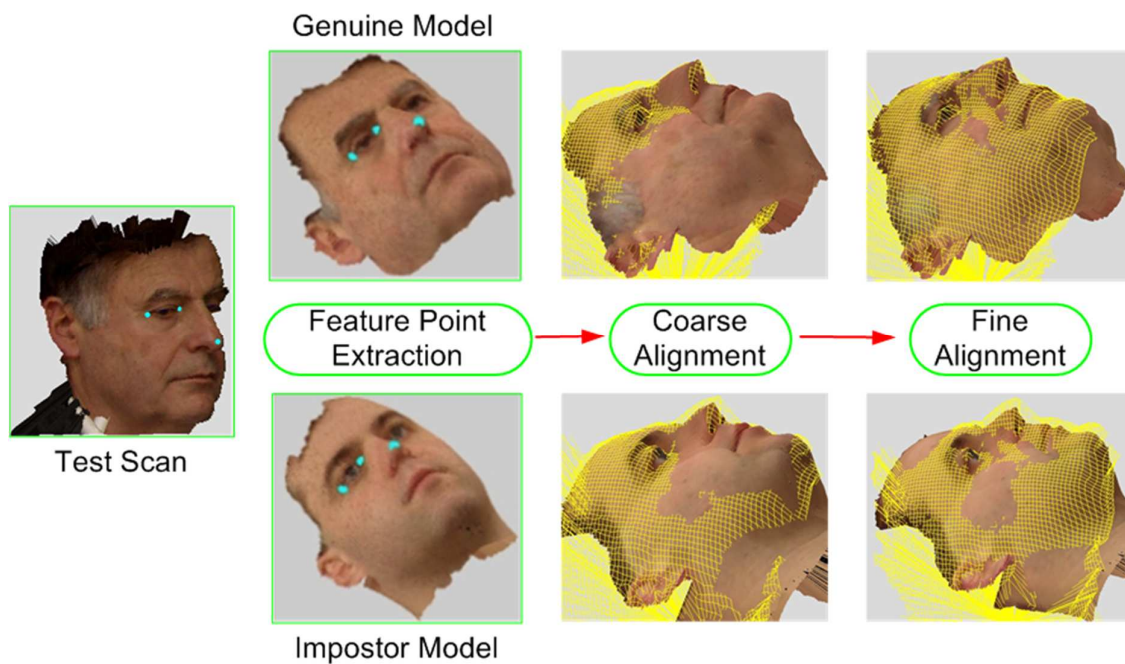 Genuine Model
Feature Point
Extraction
Coarse
Alignment
Fine
Alignment
Test Scan
Impostor Model